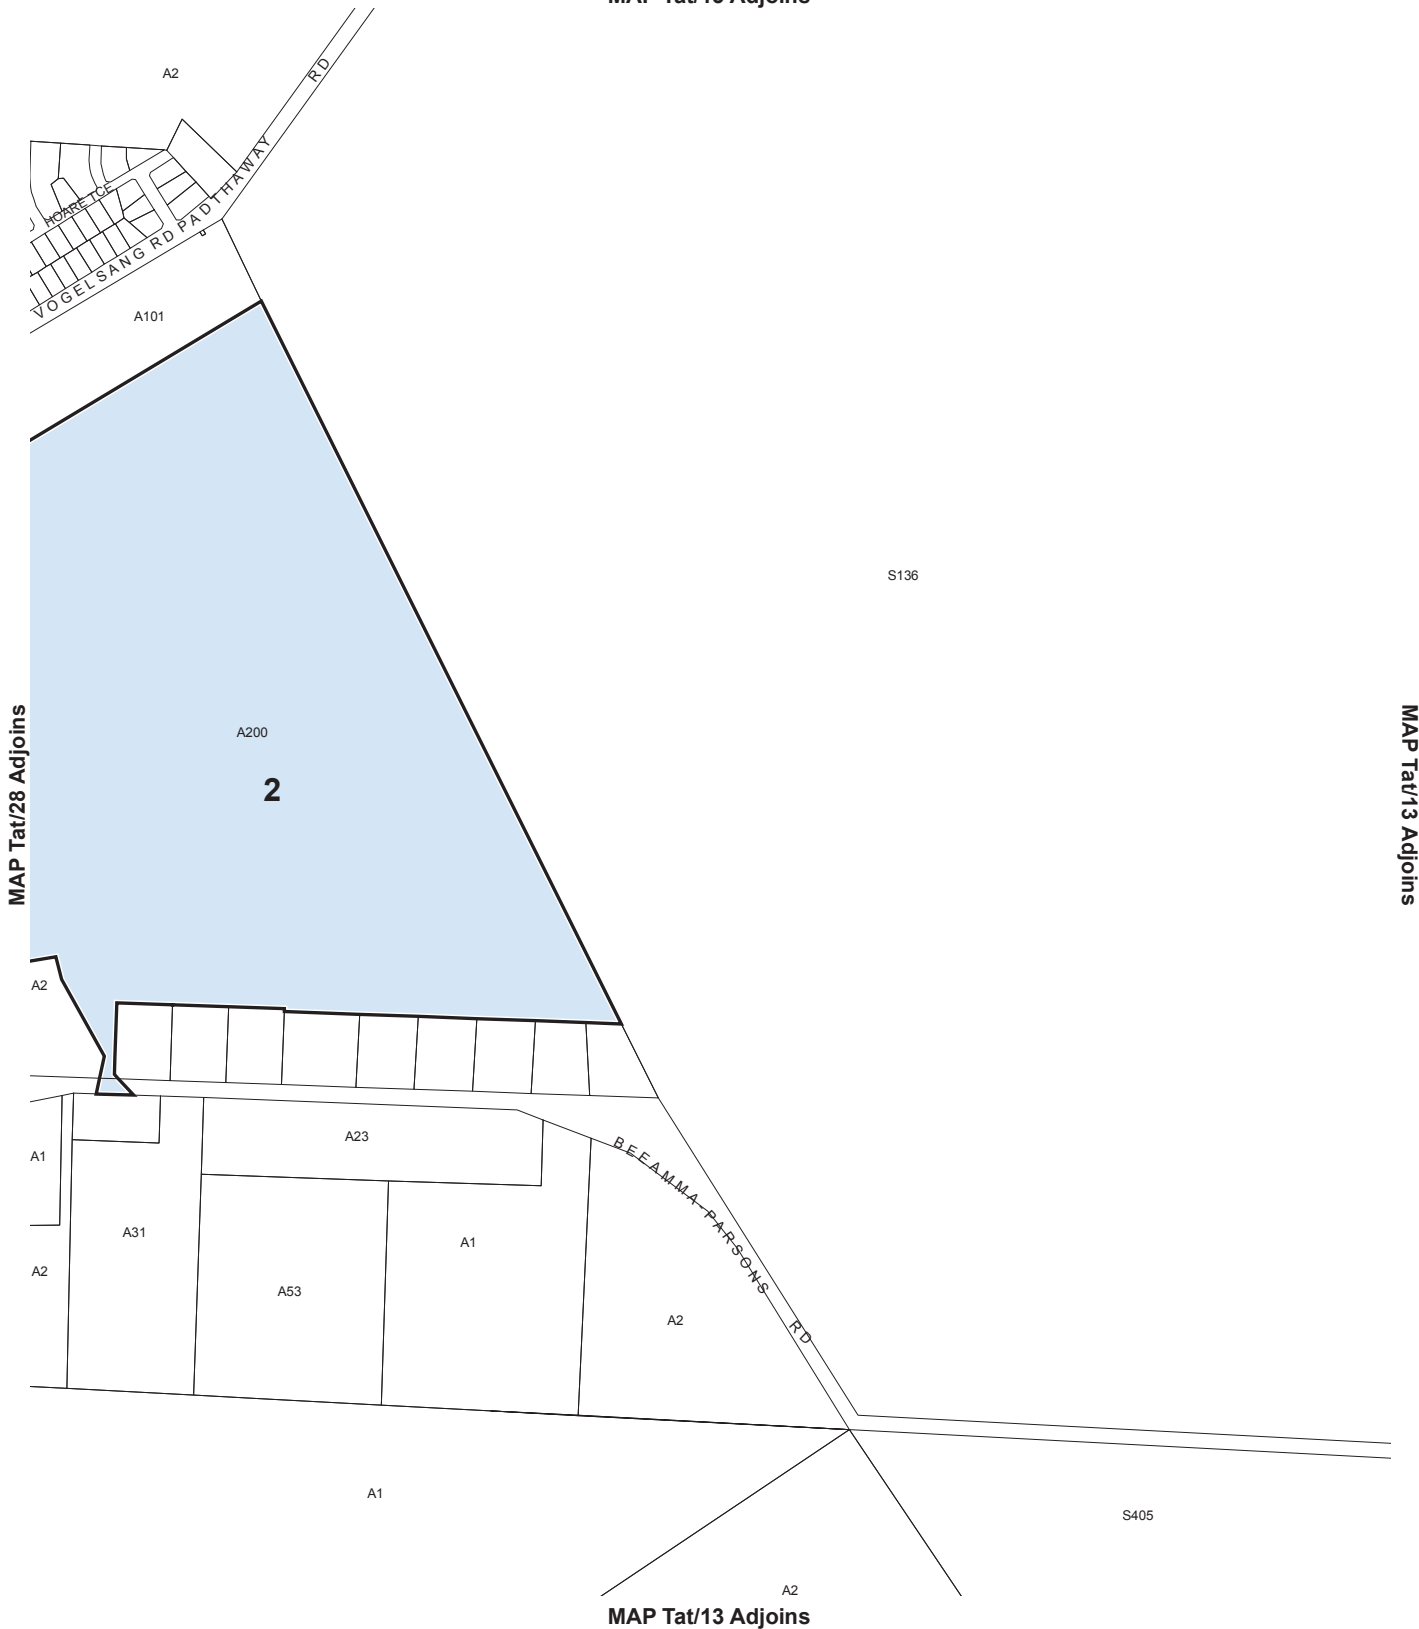 MAP Tat/13 Adjoins
A2
RD
PADTHAWAY
HOARE TCE
VOGELSANG RD
A101
S136
A200
2
MAP Tat/28 Adjoins
MAP Tat/13 Adjoins
A2
A23
BEEAMMA-PARSONS RD
A1
A31
A1
A2
A53
A2
A1
S405
A2
MAP Tat/13 Adjoins